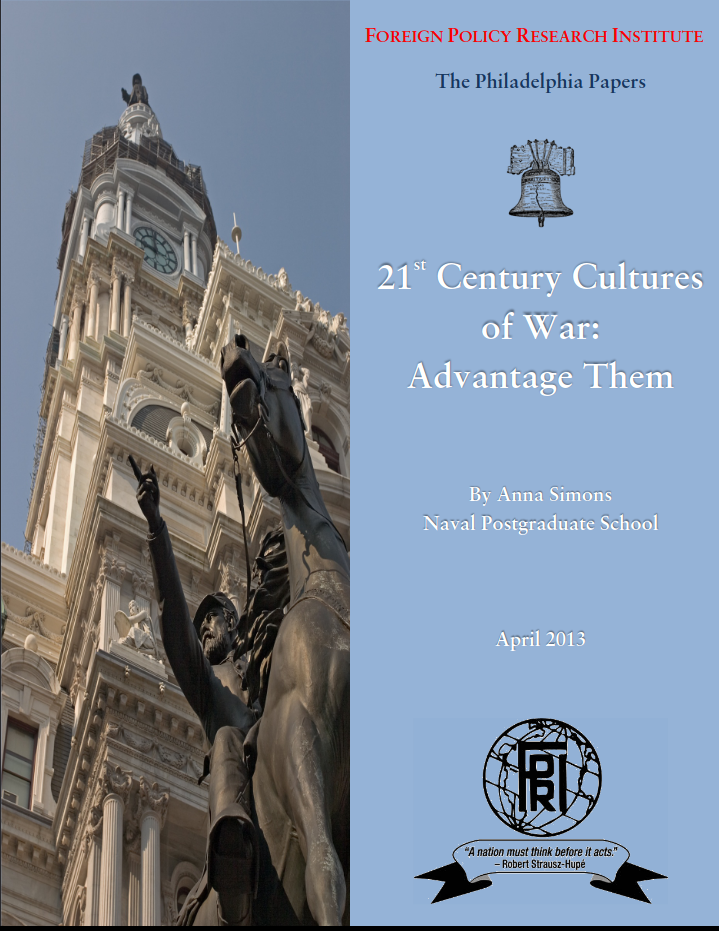 FOREIGN POLICY RESEARCH INSTITUTE
The Philadelphia Papers
21st Century Cultures
of War:
Advantage Them
By Anna Simons
Naval Postgraduate School
April 2013
FPRI
"A nation must think before it acts."
– Robert Strausz-Hupé